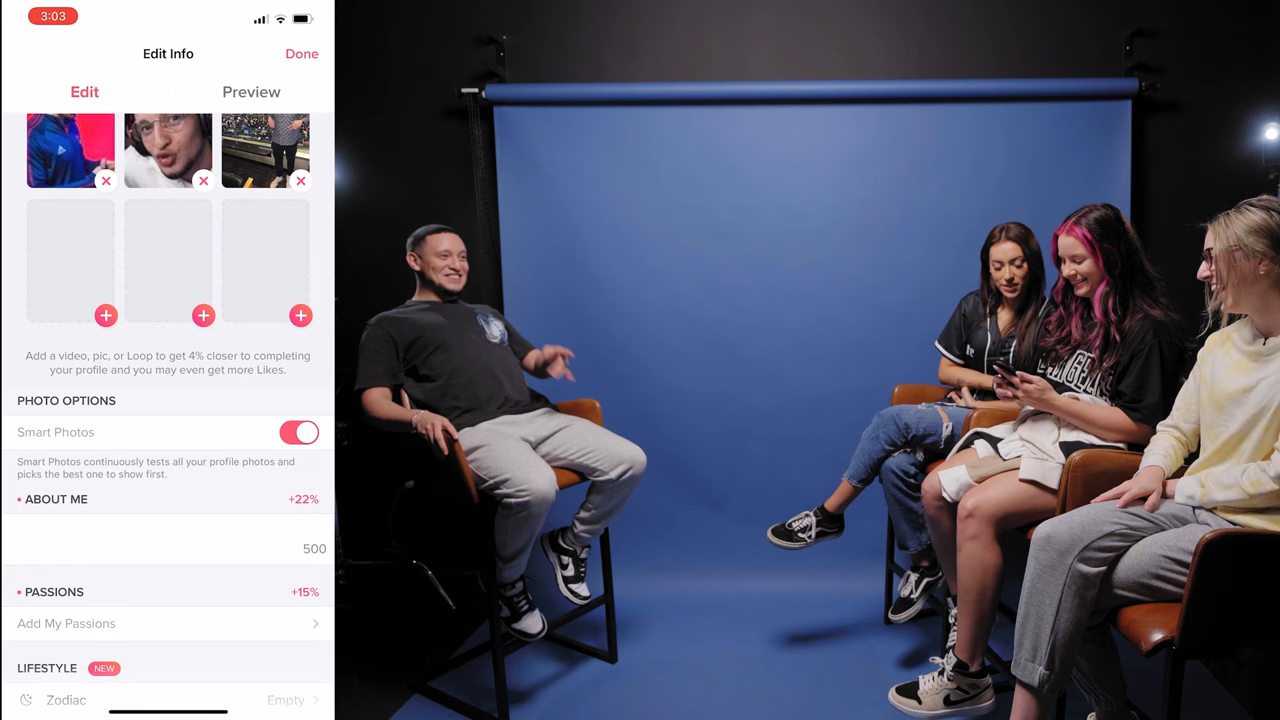 3:03
Edit Info
Done
Edit
Preview
Add a video, pic, or Loop to get 4% closer to completing
your profile and you may even get more Likes.
PHOTO OPTIONS
Smart Photos
Smart Photos continuously tests all your profile photos and
picks the best one to show first.
• ABOUT ME
+22%
500
• PASSIONS
+15%
Add My Passions
LIFESTYLE
NEW
Zodiac
Empty